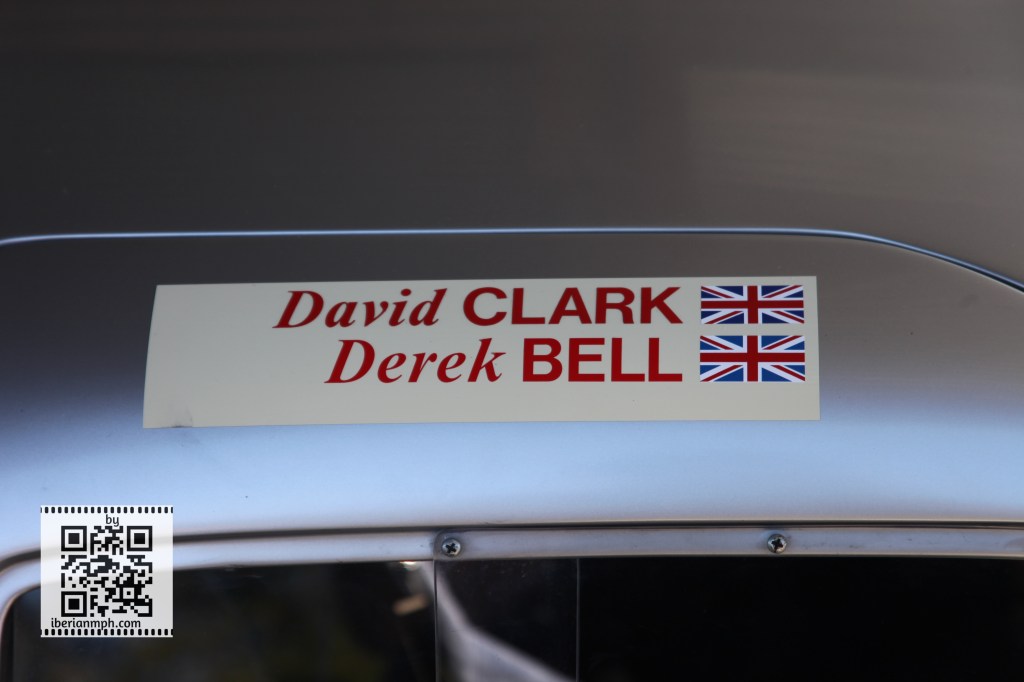 David CLARK
Derek BELL
by
iberianmph.com